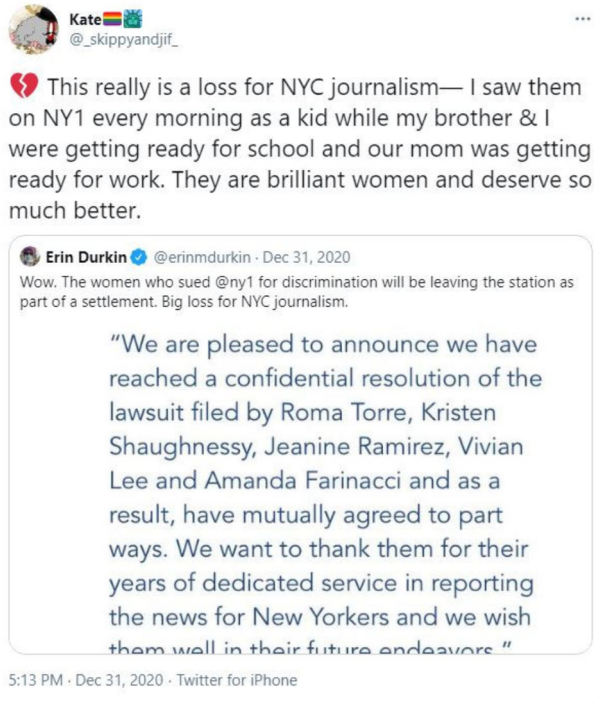 Kate🏳️‍🌈🗽
@_skippyandjif_
💔 This really is a loss for NYC journalism— I saw them
on NY1 every morning as a kid while my brother & I
were getting ready for school and our mom was getting
ready for work. They are brilliant women and deserve so
much better.
Erin Durkin @erinmdurkin · Dec 31, 2020
Wow. The women who sued @ny1 for discrimination will be leaving the station as
part of a settlement. Big loss for NYC journalism.
“We are pleased to announce we have
reached a confidential resolution of the
lawsuit filed by Roma Torre, Kristen
Shaughnessy, Jeanine Ramirez, Vivian
Lee and Amanda Farinacci and as a
result, have mutually agreed to part
ways. We want to thank them for their
years of dedicated service in reporting
the news for New Yorkers and we wish
them well in their future endeavors.”
5:13 PM · Dec 31, 2020 · Twitter for iPhone